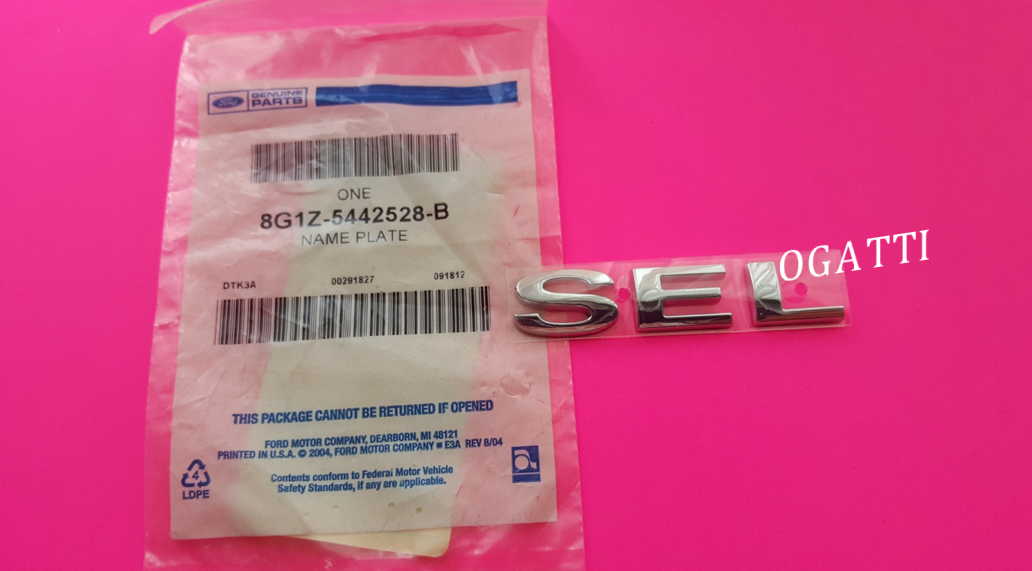 Ford GENUINE PARTS
ONE
8G1Z-5442528-B
NAME PLATE
DTK3A 00291827 091812
THIS PACKAGE CANNOT BE RETURNED IF OPENED
FORD MOTOR COMPANY, DEARBORN, MI 48121
PRINTED IN U.S.A. © 2004, FORD MOTOR COMPANY ■ E3A REV 8/04
4
LDPE
Contents conform to Federal Motor Vehicle
Safety Standards, if any are applicable.
SEL
OGATTI